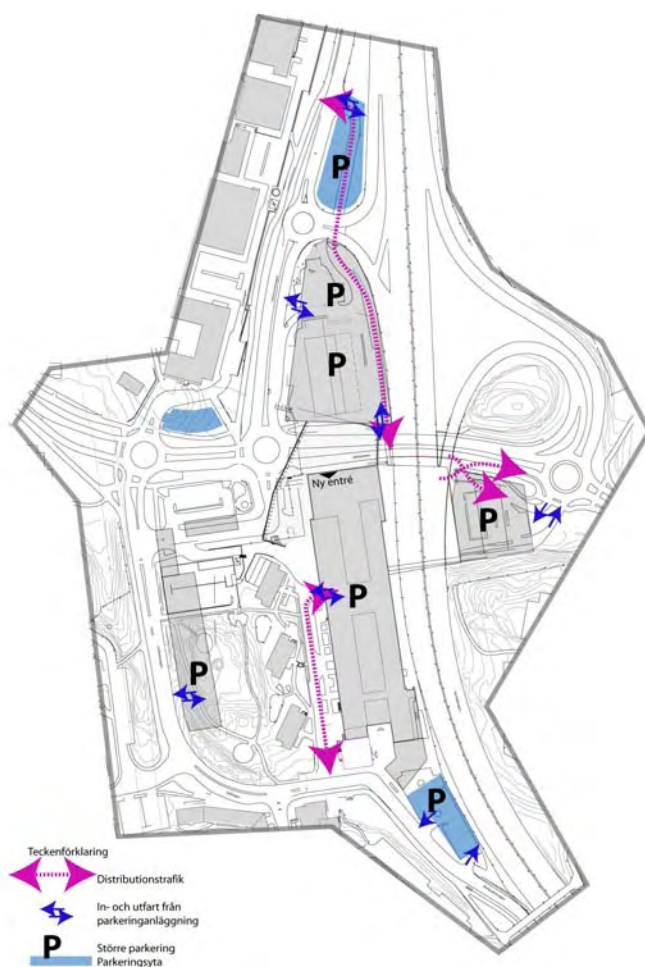 P
P
P
Ny entré
P
P
P
P
Teckenförklaring
Distributionstrafik
In- och utfart från
parkeringanläggning
P
Större parkering
Parkeringsyta